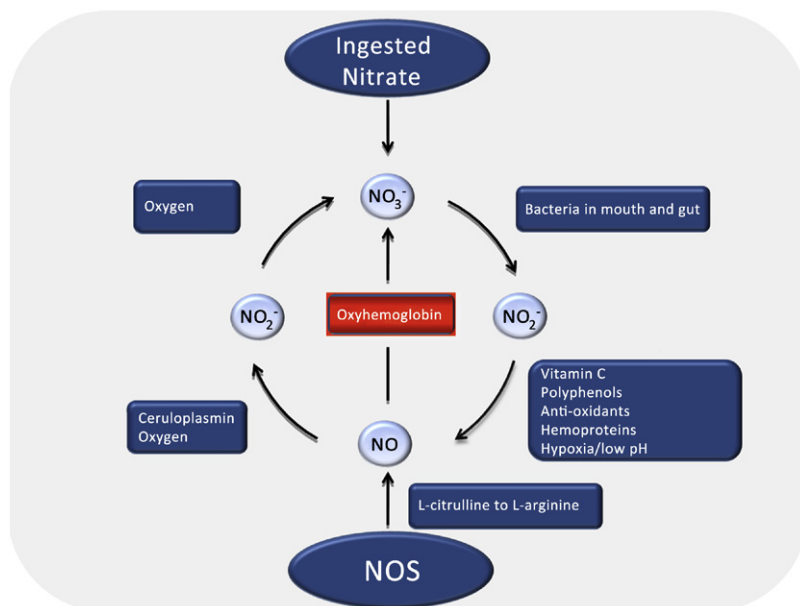 Ingested
Nitrate
NO₃⁻
Oxygen
Bacteria in mouth and gut
NO₂⁻
Oxyhemoglobin
NO₂⁻
Vitamin C
Polyphenols
Anti-oxidants
Hemoproteins
Hypoxia/low pH
Ceruloplasmin
Oxygen
NO
L-citrulline to L-arginine
NOS